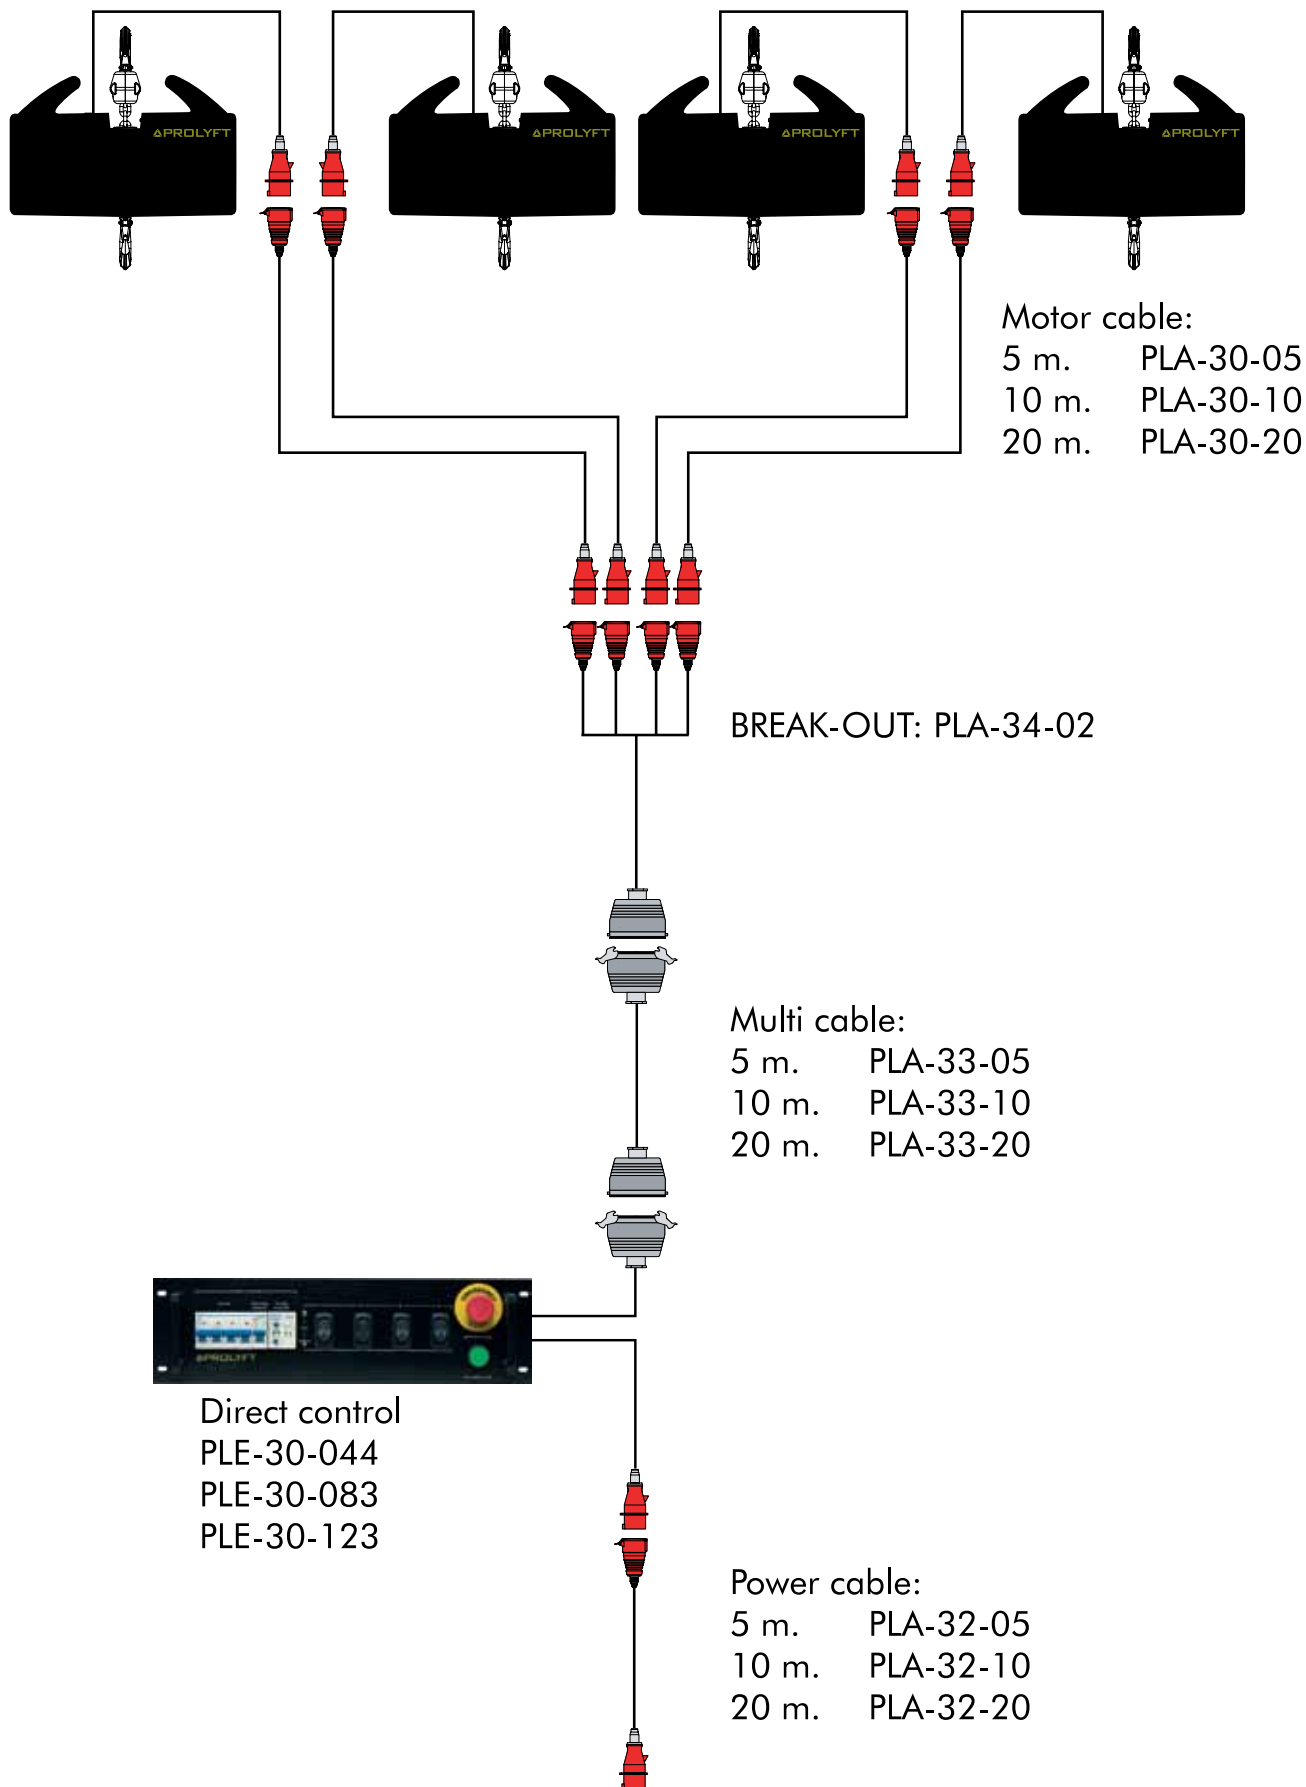 PROLYFT
PROLYFT
PROLYFT
PROLYFT
Motor cable:
5 m. PLA-30-05
10 m. PLA-30-10
20 m. PLA-30-20
BREAK-OUT: PLA-34-02
Multi cable:
5 m. PLA-33-05
10 m. PLA-33-10
20 m. PLA-33-20
PROLYFT
Direct control
PLE-30-044
PLE-30-083
PLE-30-123
Power cable:
5 m. PLA-32-05
10 m. PLA-32-10
20 m. PLA-32-20